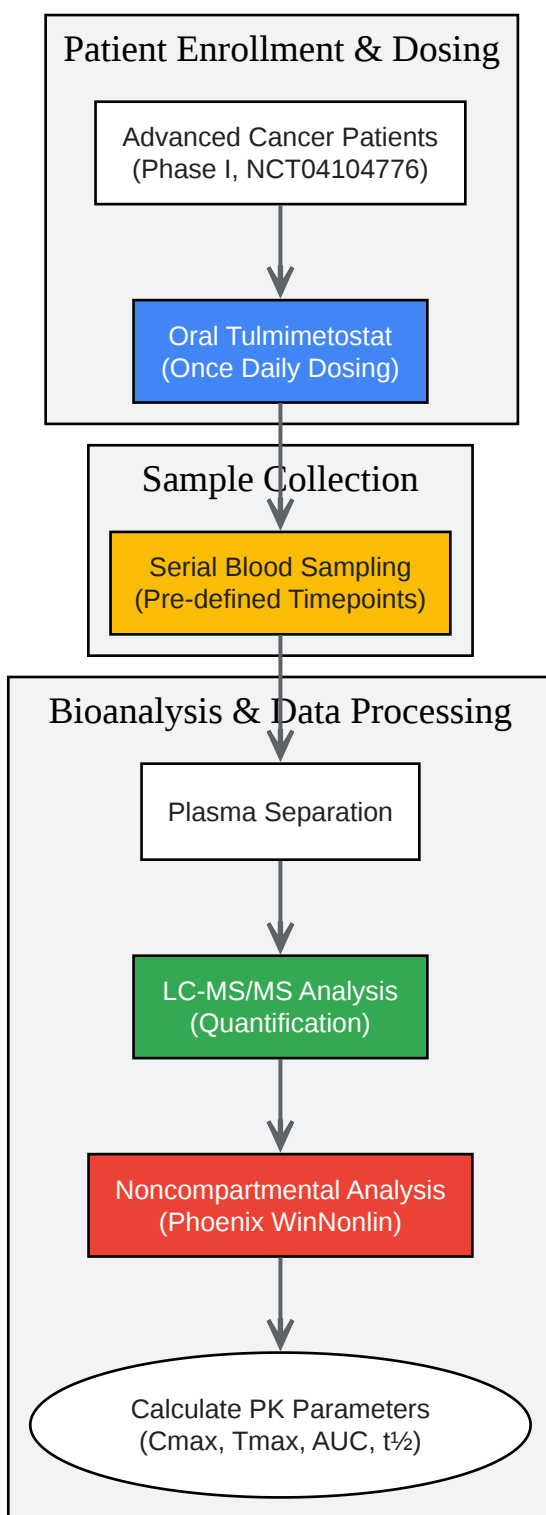 Patient Enrollment & Dosing
Advanced Cancer Patients
(Phase I, NCT04104776)
Oral Tulmimetostat
(Once Daily Dosing)
Sample Collection
Serial Blood Sampling
(Pre-defined Timepoints)
Bioanalysis & Data Processing
Plasma Separation
LC-MS/MS Analysis
(Quantification)
Noncompartmental Analysis
(Phoenix WinNonlin)
Calculate PK Parameters
(Cmax, Tmax, AUC, t½)